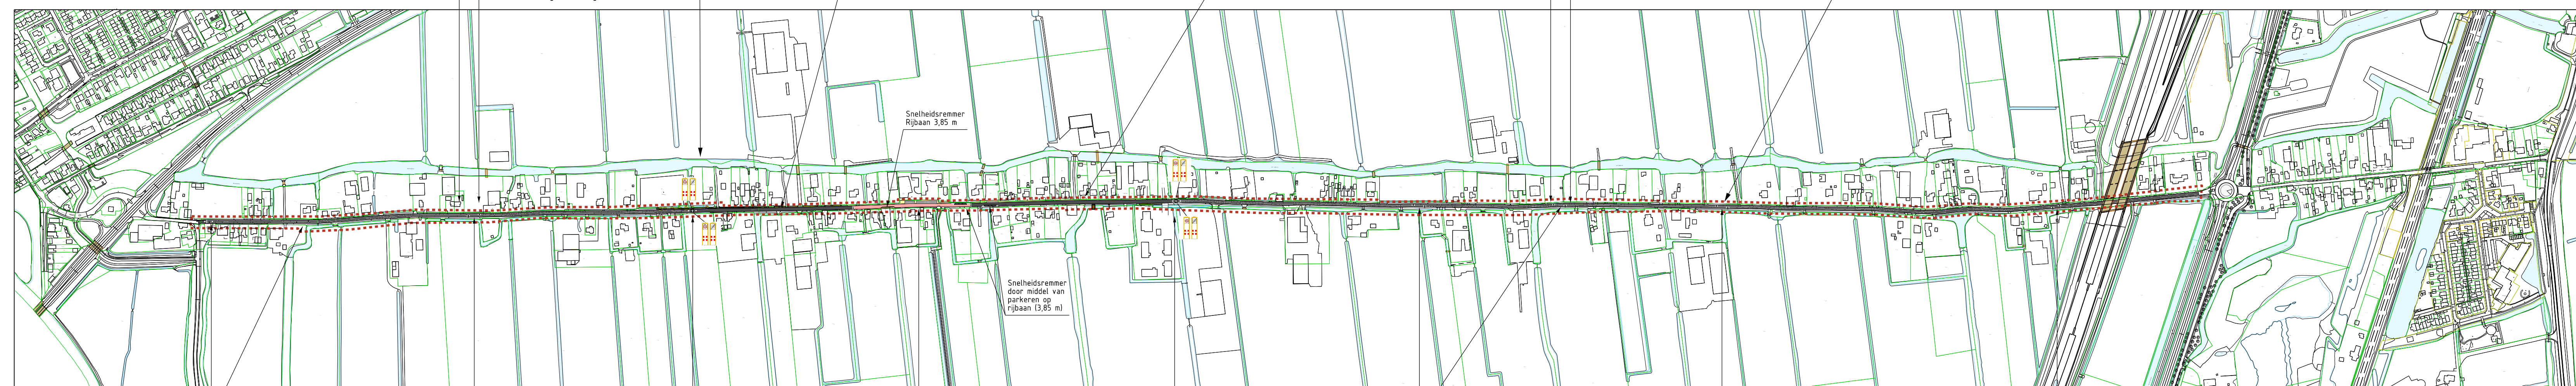 Snelheidsremmer
Rijbaan 3,85 m
Snelheidsremmer
door middel van
parkeren op
rijbaan (3,85 m)